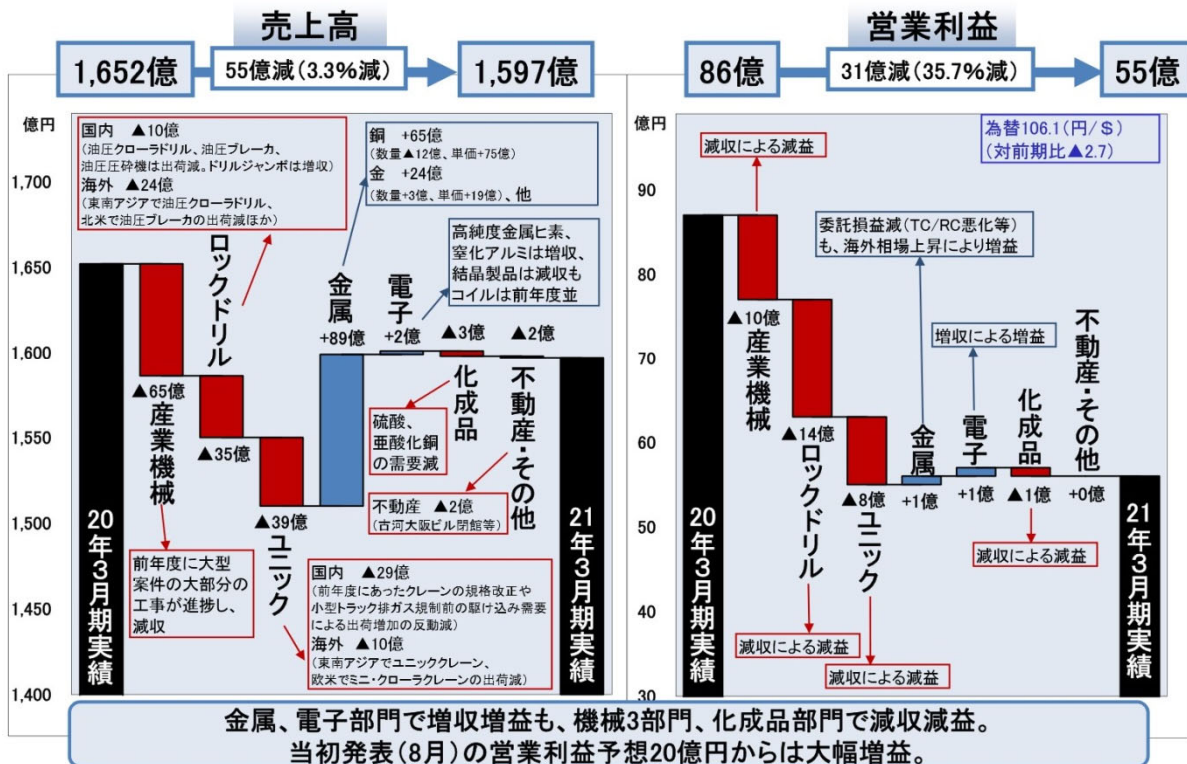 売上高
1,652億
55億減(3.3%減)
1,597億
億円
1,700
1,650
1,600
1,550
1,500
1,450
1,400
国内 ▲10億
(油圧クローラドリル、油圧ブレーカ、
油圧圧砕機は出荷減。ドリルジャンボは増収)
海外 ▲24億
(東南アジアで油圧クローラドリル、
北米で油圧ブレーカの出荷減ほか)
銅 +65億
(数量▲12億、単価+75億)
金 +24億
(数量+3億、単価+19億)、他
高純度金属ヒ素、
窒化アルミは増収、
結晶製品は減収も
コイルは前年度並
20年3月期実績
▲65億
産業機械
ロックドリル
▲35億
▲39億
ユニック
金属
+89億
電子
+2億
▲3億
化成品
▲2億
不動産・その他
21年3月期実績
硫酸、
亜酸化銅
の需要減
不動産 ▲2億
(古河大阪ビル閉館等)
前年度に大型
案件の大部分の
工事が進捗し、
減収
国内 ▲29億
(前年度にあったクレーンの規格改正や
小型トラック排ガス規制前の駆け込み需要
による出荷増加の反動減)
海外 ▲10億
(東南アジアでユニッククレーン、
欧米でミニ・クローラクレーンの出荷減)
営業利益
86億
31億減(35.7%減)
55億
億円
90
80
70
60
50
40
30
為替106.1(円/$)
(対前期比▲2.7)
減収による減益
委託損益減(TC/RC悪化等)
も、海外相場上昇により増益
増収による増益
20年3月期実績
▲10億
産業機械
▲14億
ロックドリル
▲8億
ユニック
金属
+1億
電子
+1億
化成品
▲1億
不動産・その他
+0億
21年3月期実績
減収による減益
減収による減益
減収による減益
金属、電子部門で増収増益も、機械3部門、化成品部門で減収減益。
当初発表(8月)の営業利益予想20億円からは大幅増益。